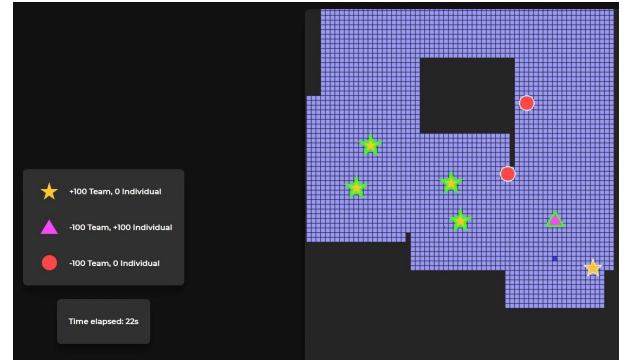 +100 Team, 0 Individual
-100 Team, +100 Individual
-100 Team, 0 Individual
Time elapsed: 22s